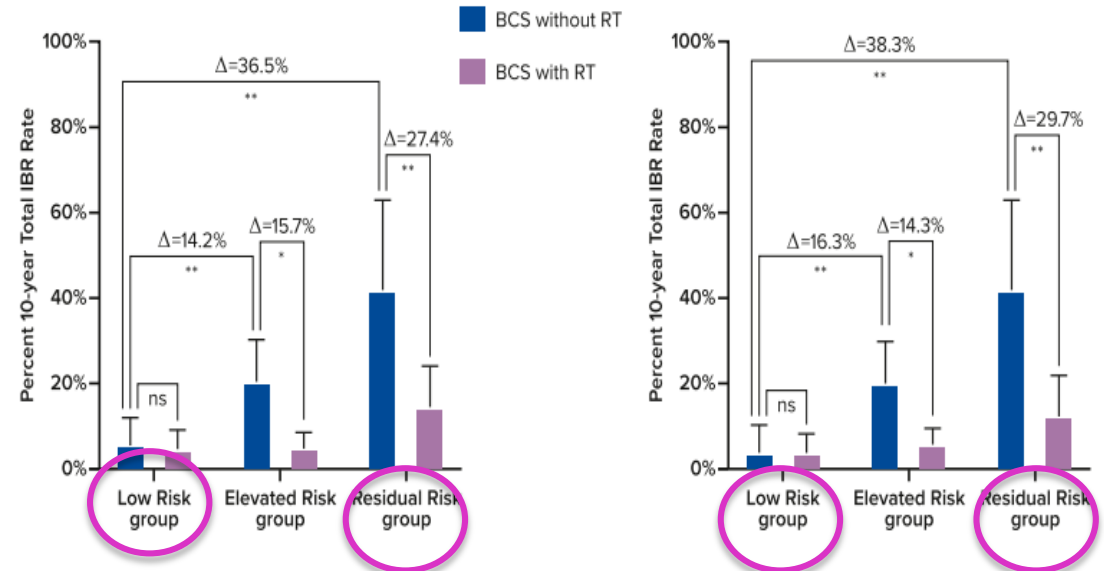 BCS without RT
BCS with RT
Percent 10-year Total IBR Rate
100%
80%
60%
40%
20%
0%
Δ=36.5%
**
Δ=27.4%
**
Δ=14.2%
**
Δ=15.7%
*
ns
Low Risk
group
Elevated Risk
group
Residual Risk
group
Percent 10-year Total IBR Rate
100%
80%
60%
40%
20%
0%
Δ=38.3%
**
Δ=29.7%
**
Δ=16.3%
**
Δ=14.3%
*
ns
Low Risk
group
Elevated Risk
group
Residual Risk
group